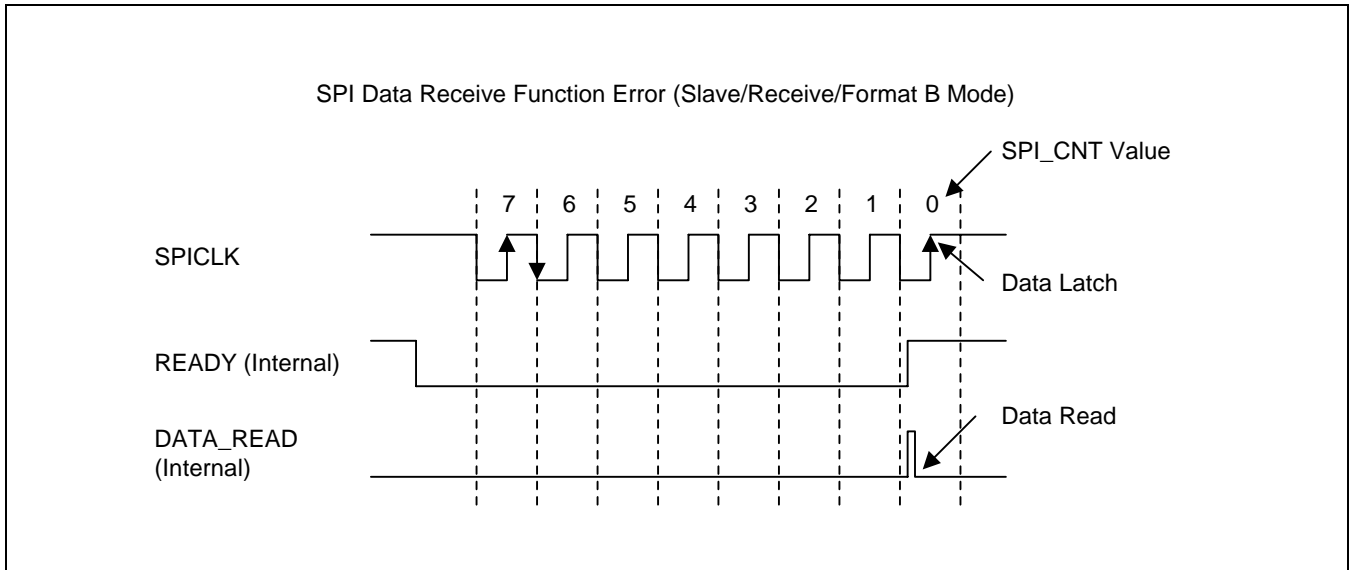 SPI Data Receive Function Error (Slave/Receive/Format B Mode)
SPI_CNT Value
7 6 5 4 3 2 1 0
SPICLK
Data Latch
READY (Internal)
Data Read
DATA_READ
(Internal)